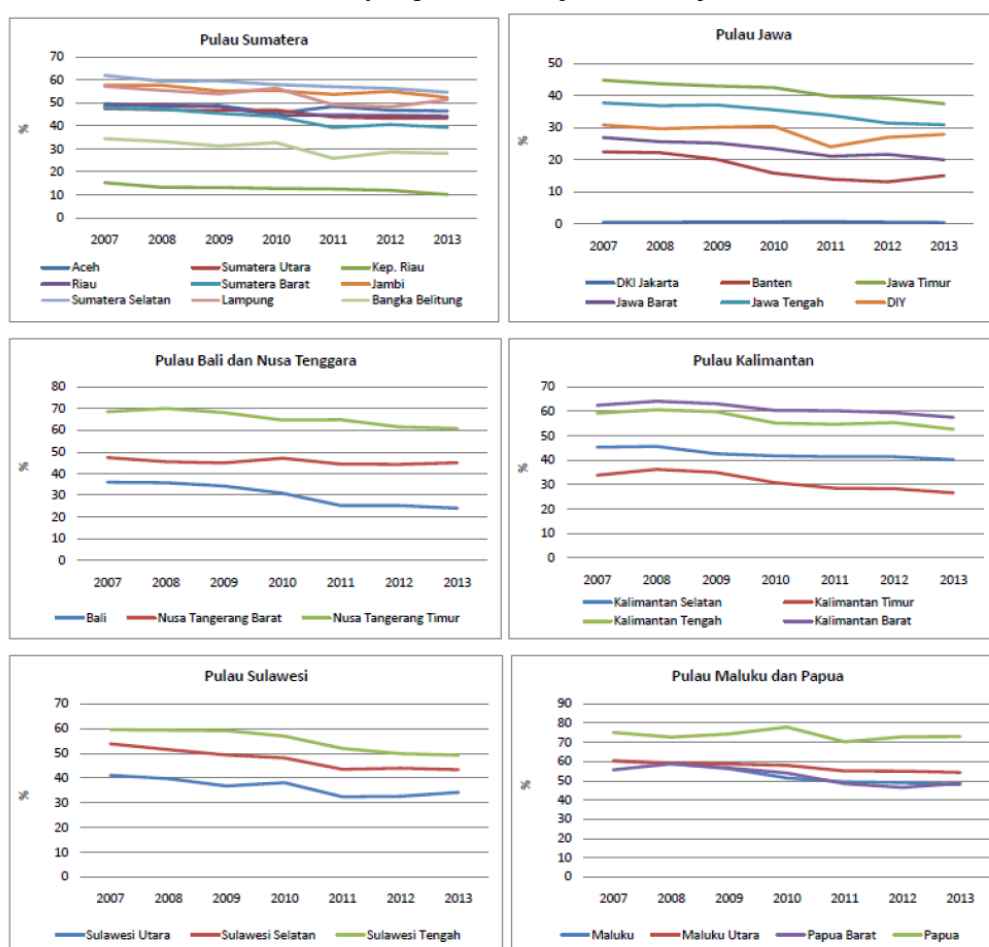 Pulau Sumatera
70
60
50
40
30
20
10
0
%
2007 2008 2009 2010 2011 2012 2013
Aceh Sumatera Utara Kep. Riau
Riau Sumatera Barat Jambi
Sumatera Selatan Lampung Bangka Belitung
Pulau Jawa
50
40
30
20
10
0
%
2007 2008 2009 2010 2011 2012 2013
DKI Jakarta Banten Jawa Timur
Jawa Barat Jawa Tengah DIY
Pulau Bali dan Nusa Tenggara
80
70
60
50
40
30
20
10
0
%
2007 2008 2009 2010 2011 2012 2013
Bali Nusa Tangerang Barat Nusa Tangerang Timur
Pulau Kalimantan
70
60
50
40
30
20
10
0
%
2007 2008 2009 2010 2011 2012 2013
Kalimantan Selatan Kalimantan Timur
Kalimantan Tengah Kalimantan Barat
Pulau Sulawesi
70
60
50
40
30
20
10
0
%
2007 2008 2009 2010 2011 2012 2013
Sulawesi Utara Sulawesi Selatan Sulawesi Tengah
Pulau Maluku dan Papua
90
80
70
60
50
40
30
20
10
0
%
2007 2008 2009 2010 2011 2012 2013
Maluku Maluku Utara Papua Barat Papua